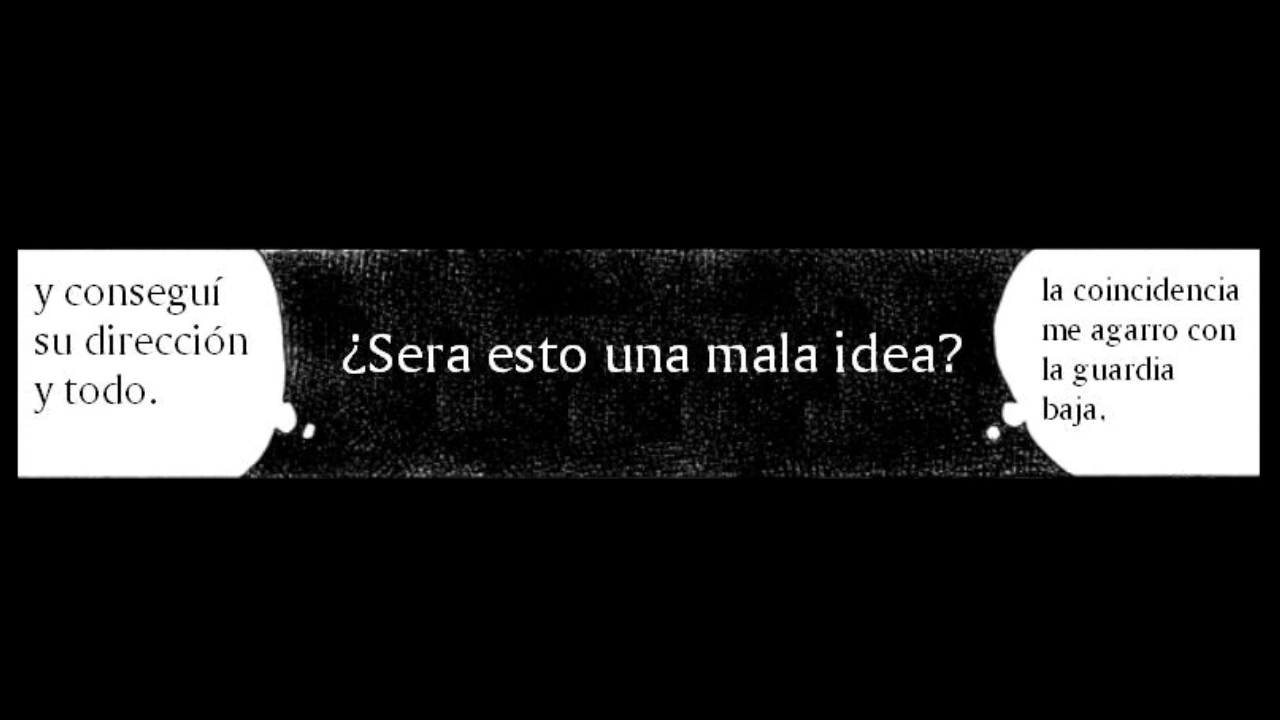 y conseguí
su dirección
y todo.
¿Sera esto una mala idea?
la coincidencia
me agarro con
la guardia
baja.